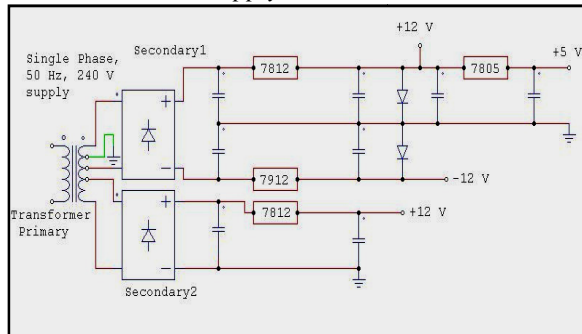 +12 V
+5 V
Secondary1
Single Phase,
50 Hz, 240 V
supply
7812
7805
7912
-12 V
7812
+12 V
Transformer
Primary
Secondary2